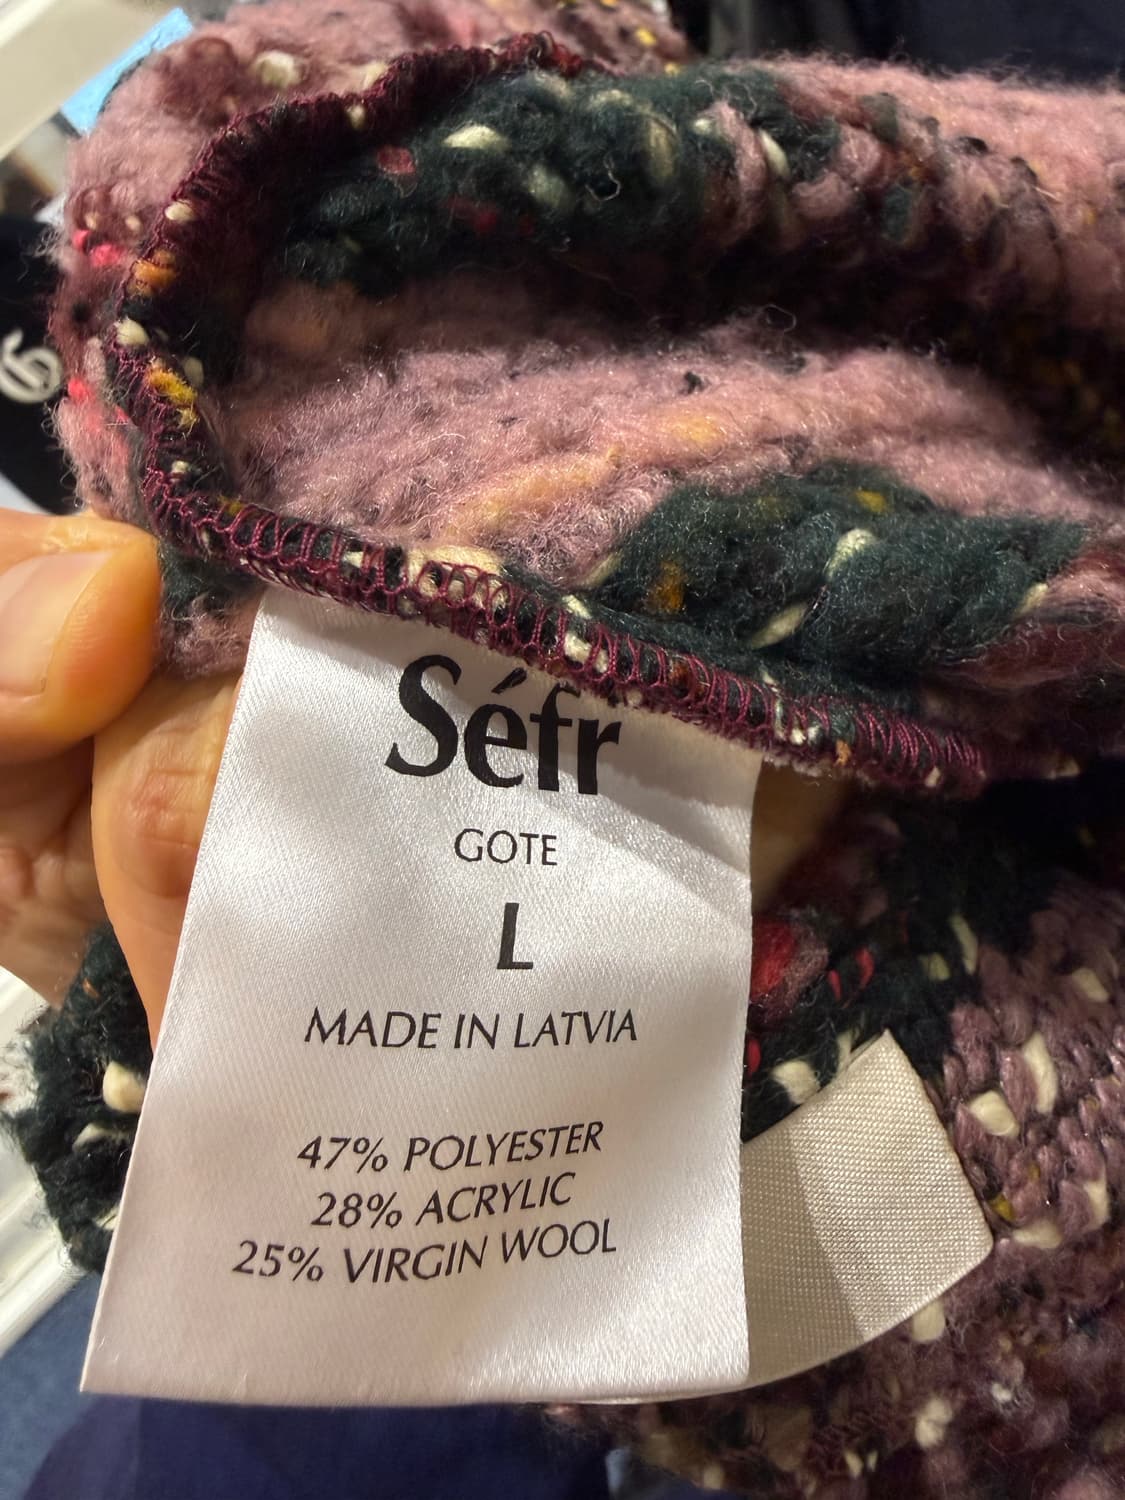 Séfr
GOTE
L
MADE IN LATVIA
47% POLYESTER
28% ACRYLIC
25% VIRGIN WOOL